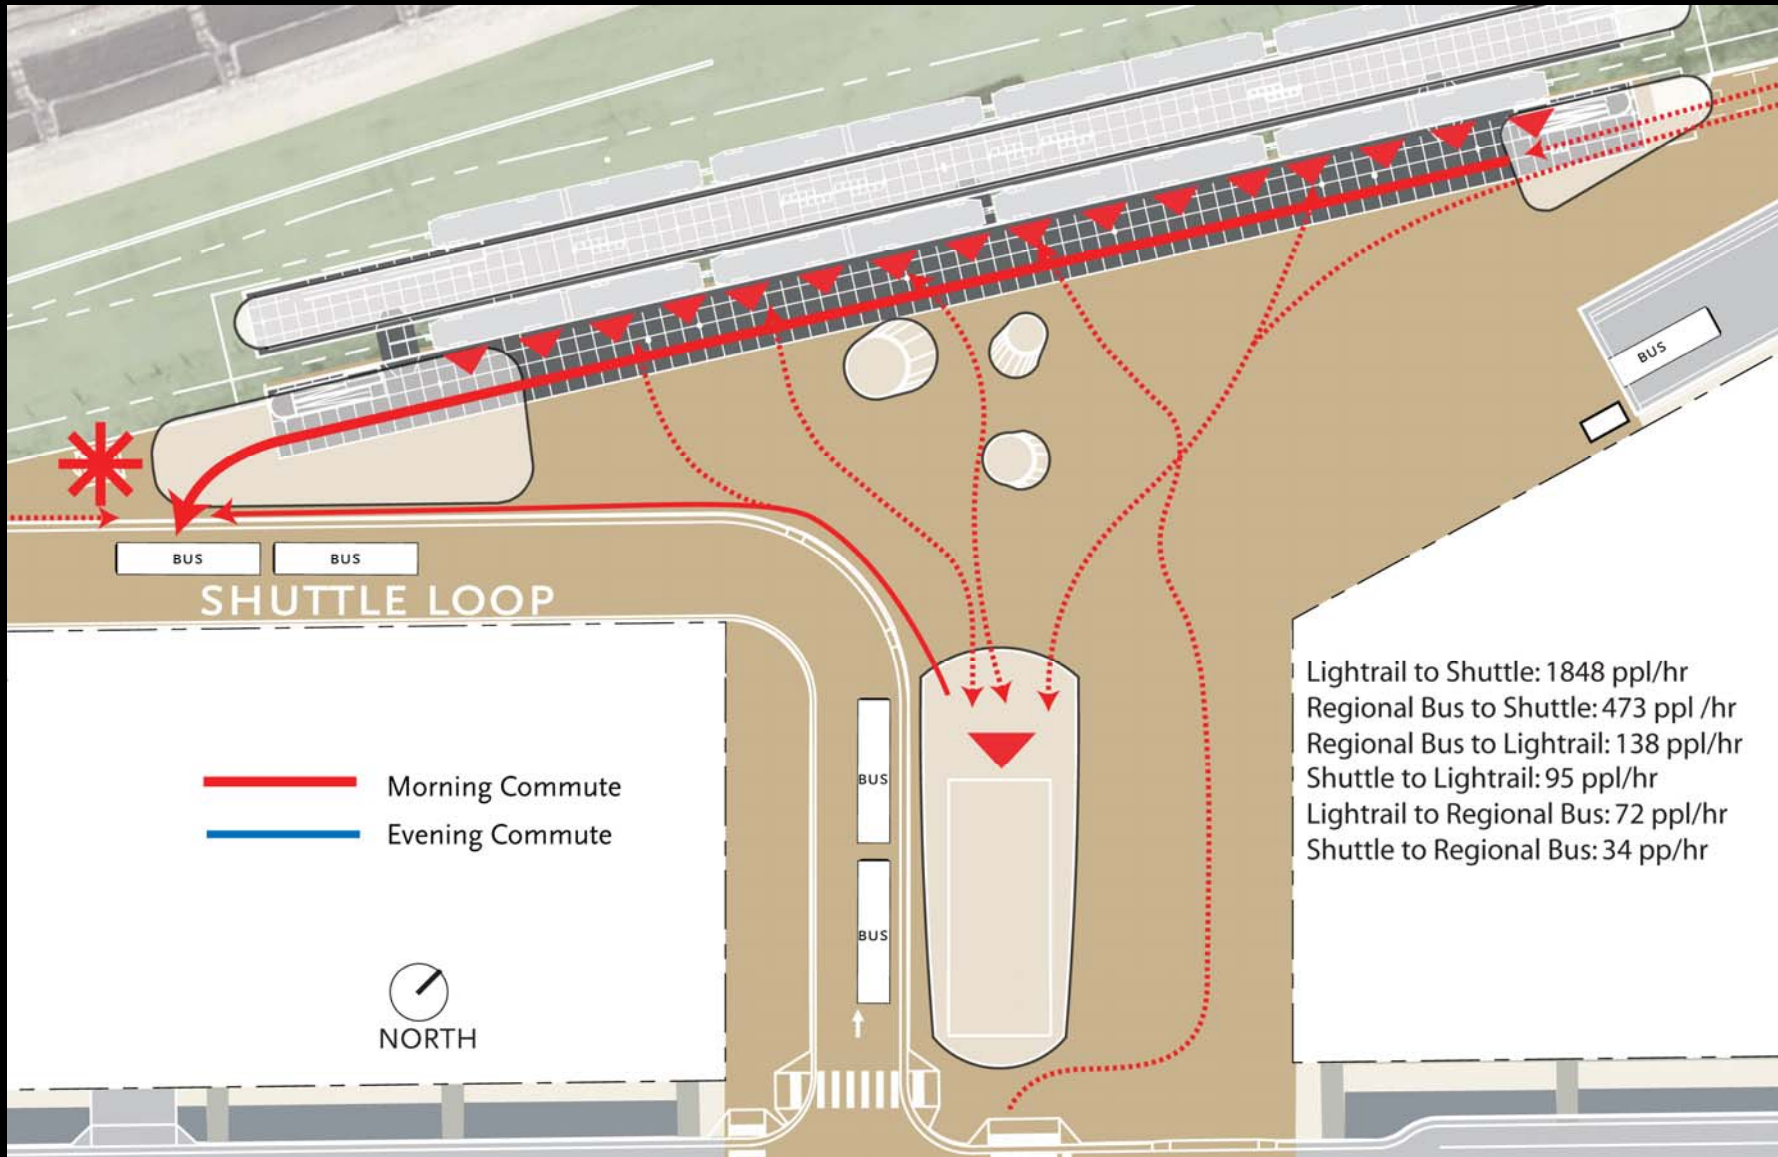 BUS
BUS
BUS
SHUTTLE LOOP
Lightrail to Shuttle: 1848 ppl/hr
Regional Bus to Shuttle: 473 ppl /hr
Regional Bus to Lightrail: 138 ppl/hr
Shuttle to Lightrail: 95 ppl/hr
Lightrail to Regional Bus: 72 ppl/hr
Shuttle to Regional Bus: 34 pp/hr
BUS
Morning Commute
Evening Commute
BUS
NORTH